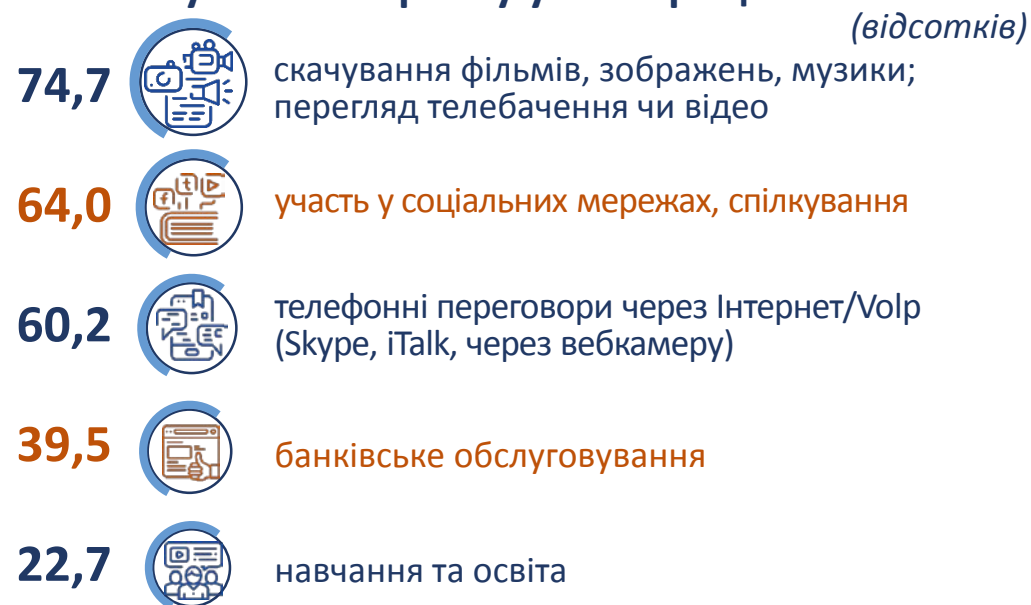 (відсотків)
74,7
скачування фільмів, зображень, музики;
перегляд телебачення чи відео
64,0
участь у соціальних мережах, спілкування
60,2
телефонні переговори через Інтернет/VoIp
(Skype, iTalk, через вебкамеру)
39,5
банківське обслуговування
22,7
навчання та освіта